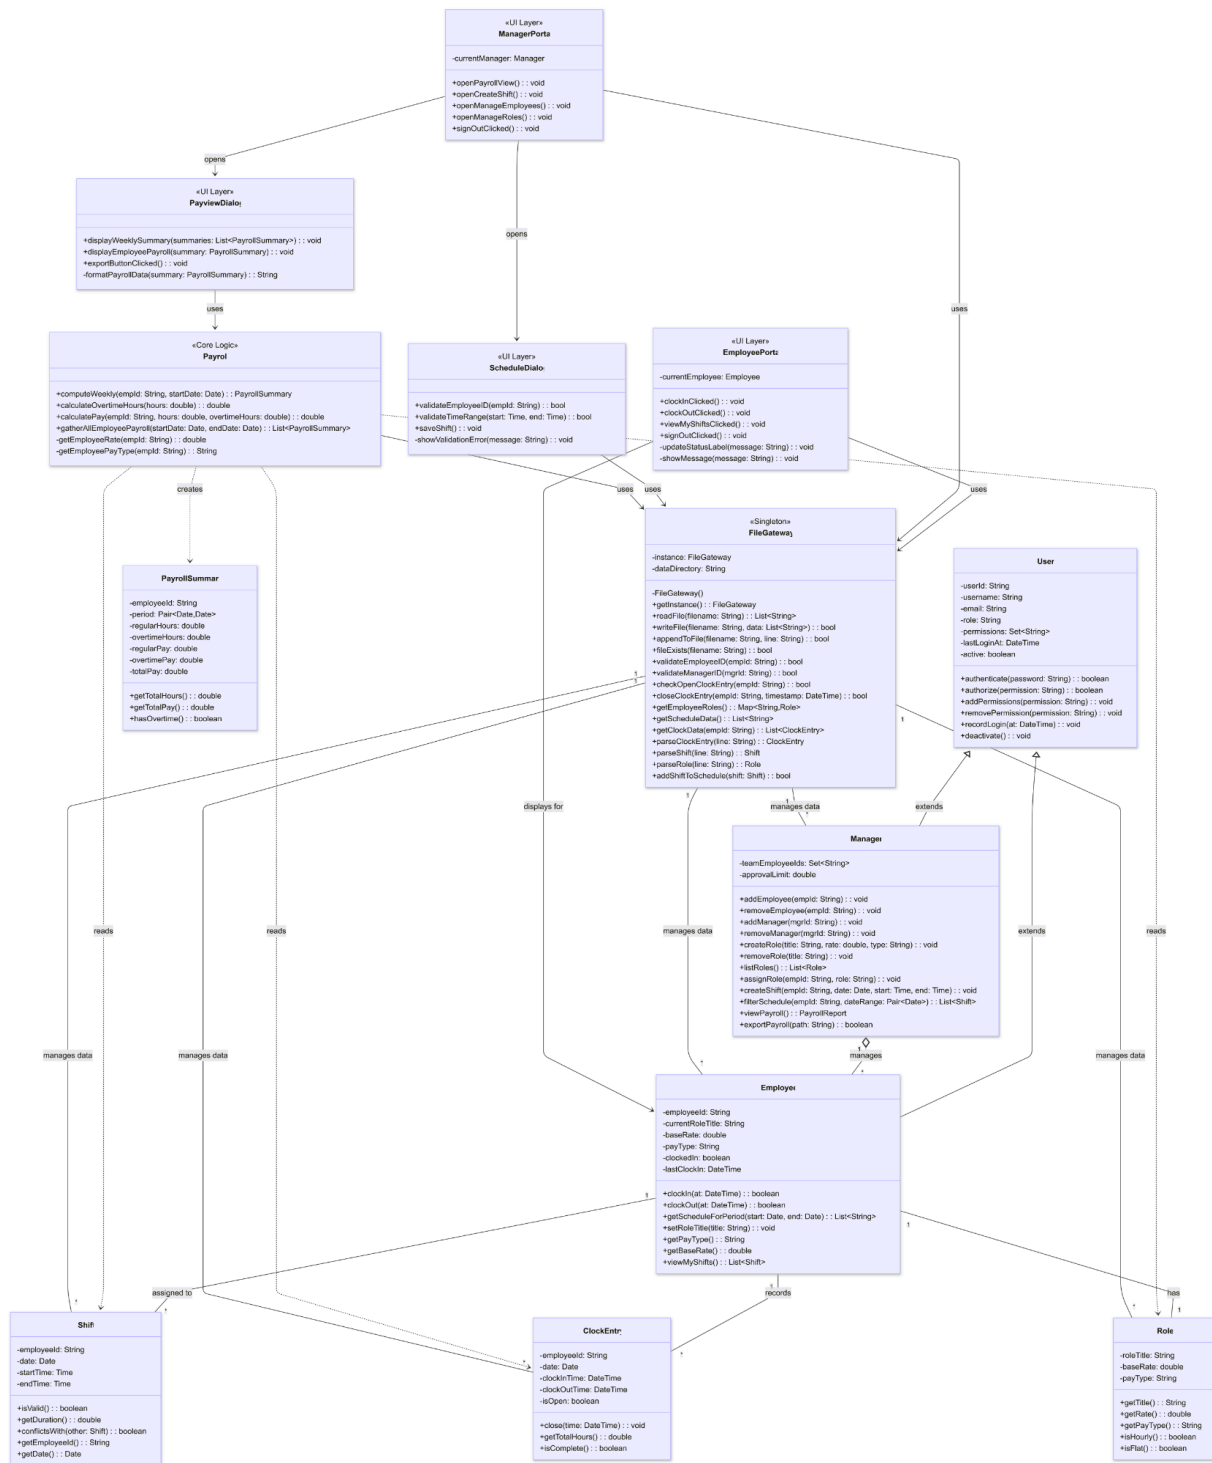 «UI Layer»
ManagerPorta
-currentManager: Manager
+openPayrollView() : : void
+openCreateShift() : : void
+openManageEmployees() : : void
+openManageRoles() : : void
+signOutClicked() : : void
opens
«UI Layer»
PayviewDialog
+displayWeeklySummary(summaries: List<PayrollSummary>) : : void
+displayEmployeePayroll(summary: PayrollSummary) : : void
+exportButtonClicked() : : void
-formatPayrollData(summary: PayrollSummary) : : String
opens
uses
uses
«Core Logic»
Payrol
+computeWeekly(empId: String, startDate: Date) : : PayrollSummary
+calculateOvertimeHours(hours: double) : : double
+calculatePay(empId: String, hours: double, overtimeHours: double) : : double
+gatherAllEmployeePayroll(startDate: Date, endDate: Date) : : List<PayrollSummary>
-getEmployeeRate(empId: String) : : double
-getEmployeePayType(empId: String) : : String
«UI Layer»
ScheduleDialog
+validateEmployeeID(empId: String) : : bool
+validateTimeRange(start: Time, end: Time) : : bool
+saveShift() : : void
-showValidationError(message: String) : : void
«UI Layer»
EmployeePorta
-currentEmployee: Employee
+clockInClicked() : : void
+clockOutClicked() : : void
+viewMyShiftsClicked() : : void
+signOutClicked() : : void
-updateStatusLabel(message: String) : : void
-showMessage(message: String) : : void
creates
uses
uses
uses
«Singleton»
FileGateway
-instance: FileGateway
-dataDirectory: String
-FileGateway()
+getInstance() : : FileGateway
+readFile(filename: String) : : List<String>
+writeFile(filename: String, data: List<String>) : : bool
+appendToFile(filename: String, line: String) : : bool
+fileExists(filename: String) : : bool
+validateEmployeeID(empId: String) : : bool
+validateManagerID(mgrId: String) : : bool
+checkOpenClockEntry(empId: String) : : bool
+closeClockEntry(empId: String, timestamp: DateTime) : : bool
+getEmployeeRoles() : : Map<String,Role>
+getScheduleData() : : List<String>
+getClockData(empId: String) : : List<ClockEntry>
+parseClockEntry(line: String) : : ClockEntry
+parseShift(line: String) : : Shift
+parseRole(line: String) : : Role
+addShiftToSchedule(shift: Shift) : : bool
User
-userId: String
-username: String
-email: String
-role: String
-permissions: Set<String>
-lastLoginAt: DateTime
-active: boolean
+authenticate(password: String) : : boolean
+authorize(permission: String) : : boolean
+addPermissions(permission: String) : : void
+removePermission(permission: String) : : void
+recordLogin(at: DateTime) : : void
+deactivate() : : void
PayrollSummar
-employeeId: String
-period: Pair<Date,Date>
-regularHours: double
-overtimeHours: double
-regularPay: double
-overtimePay: double
-totalPay: double
+getTotalHours() : : double
+getTotalPay() : : double
+hasOvertime() : : boolean
1
1
1
1
1
*
displays for
manages data
extends
Manager
-teamEmployeeIds: Set<String>
-approvalLimit: double
+addEmployee(empId: String) : : void
+removeEmployee(empId: String) : : void
+addManager(mgrId: String) : : void
+removeManager(mgrId: String) : : void
+createRole(title: String, rate: double, type: String) : : void
+removeRole(title: String) : : void
+listRoles() : : List<Role>
+assignRole(empId: String, role: String) : : void
+createShift(empId: String, date: Date, start: Time, end: Time) : : void
+filterSchedule(empId: String, dateRange: Pair<Date>) : : List<Shift>
+viewPayroll() : : PayrollReport
+exportPayroll(path: String) : : boolean
reads
reads
manages data
extends
reads
manages data
manages data
1
manages
manages data
*
*
Employee
-employeeId: String
-currentRoleTitle: String
-baseRate: double
-payType: String
-clockedIn: boolean
-lastClockIn: DateTime
+clockIn(at: DateTime) : : boolean
+clockOut(at: DateTime) : : boolean
+getScheduleForPeriod(start: Date, end: Date) : : List<String>
+setRoleTitle(title: String) : : void
+getPayType() : : String
+getBaseRate() : : double
+viewMyShifts() : : List<Shift>
1
1
1
assigned to
records
has
*
*
*
1
Shift
-employeeId: String
-date: Date
-startTime: Time
-endTime: Time
+isValid() : : boolean
+getDuration() : : double
+conflictsWith(other: Shift) : : boolean
+getEmployeeId() : : String
+getDate() : : Date
*
ClockEntry
-employeeId: String
-date: Date
-clockInTime: DateTime
-clockOutTime: DateTime
-isOpen: boolean
+close(time: DateTime) : : void
+getTotalHours() : : double
+isComplete() : : boolean
*
Role
-roleTitle: String
-baseRate: double
-payType: String
+getTitle() : : String
+getRate() : : double
+getPayType() : : String
+isHourly() : : boolean
+isFlat() : : boolean